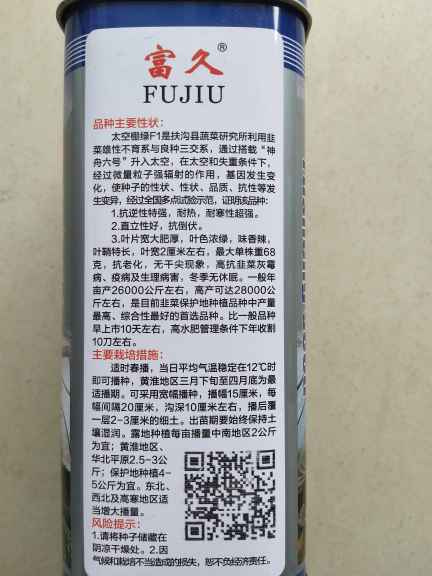 富久®
FUJIU
品种主要性状：
太空棚绿F1是扶沟县蔬菜研究所利用韭
菜雄性不育系与良种三交系，通过搭载“神
舟六号”升入太空，在太空和失重条件下，
经过微量粒子强辐射的作用，基因发生变
化，使种子的性状、性状、品质、抗性等发
生变异，经过全国多点试验示范，证明该品种：
1.抗逆性特强，耐热，耐寒性超强。
2.直立性好，抗倒伏。
3.叶片宽大肥厚，叶色浓绿，味香辣，
叶鞘特长，叶宽2厘米左右，最大单株重68
克，抗老化，无干尖现象，高抗韭菜灰霉
病、疫病及生理病害，冬季无休眠。一般年
亩产26000公斤左右，高产可达28000公
斤左右，是目前韭菜保护地种植品种中产量
最高、综合性最好的首选品种。比一般品种
早上市10天左右，高水肥管理条件下年收割
10刀左右。
主要栽培措施：
适时春播，当日平均气温稳定在12℃时
即可播种，黄淮地区三月下旬至四月底为最
适播期。可采用宽幅播种，播幅15厘米，每
幅间隔20厘米，沟深10厘米左右，播后覆
一层2-3厘米的细土。出苗期要始终保持土
壤湿润。露地种植每亩播量中南地区2公斤
为宜；黄淮地区、
华北平原2.5-3公
斤；保护地种植4-
5公斤为宜。东北、
西北及高寒地区适
当增大播量。
风险提示：
1.请将种子储藏在
阴凉干燥处。2.因
气候和栽培不当造成的损失，恕不负经济责任。